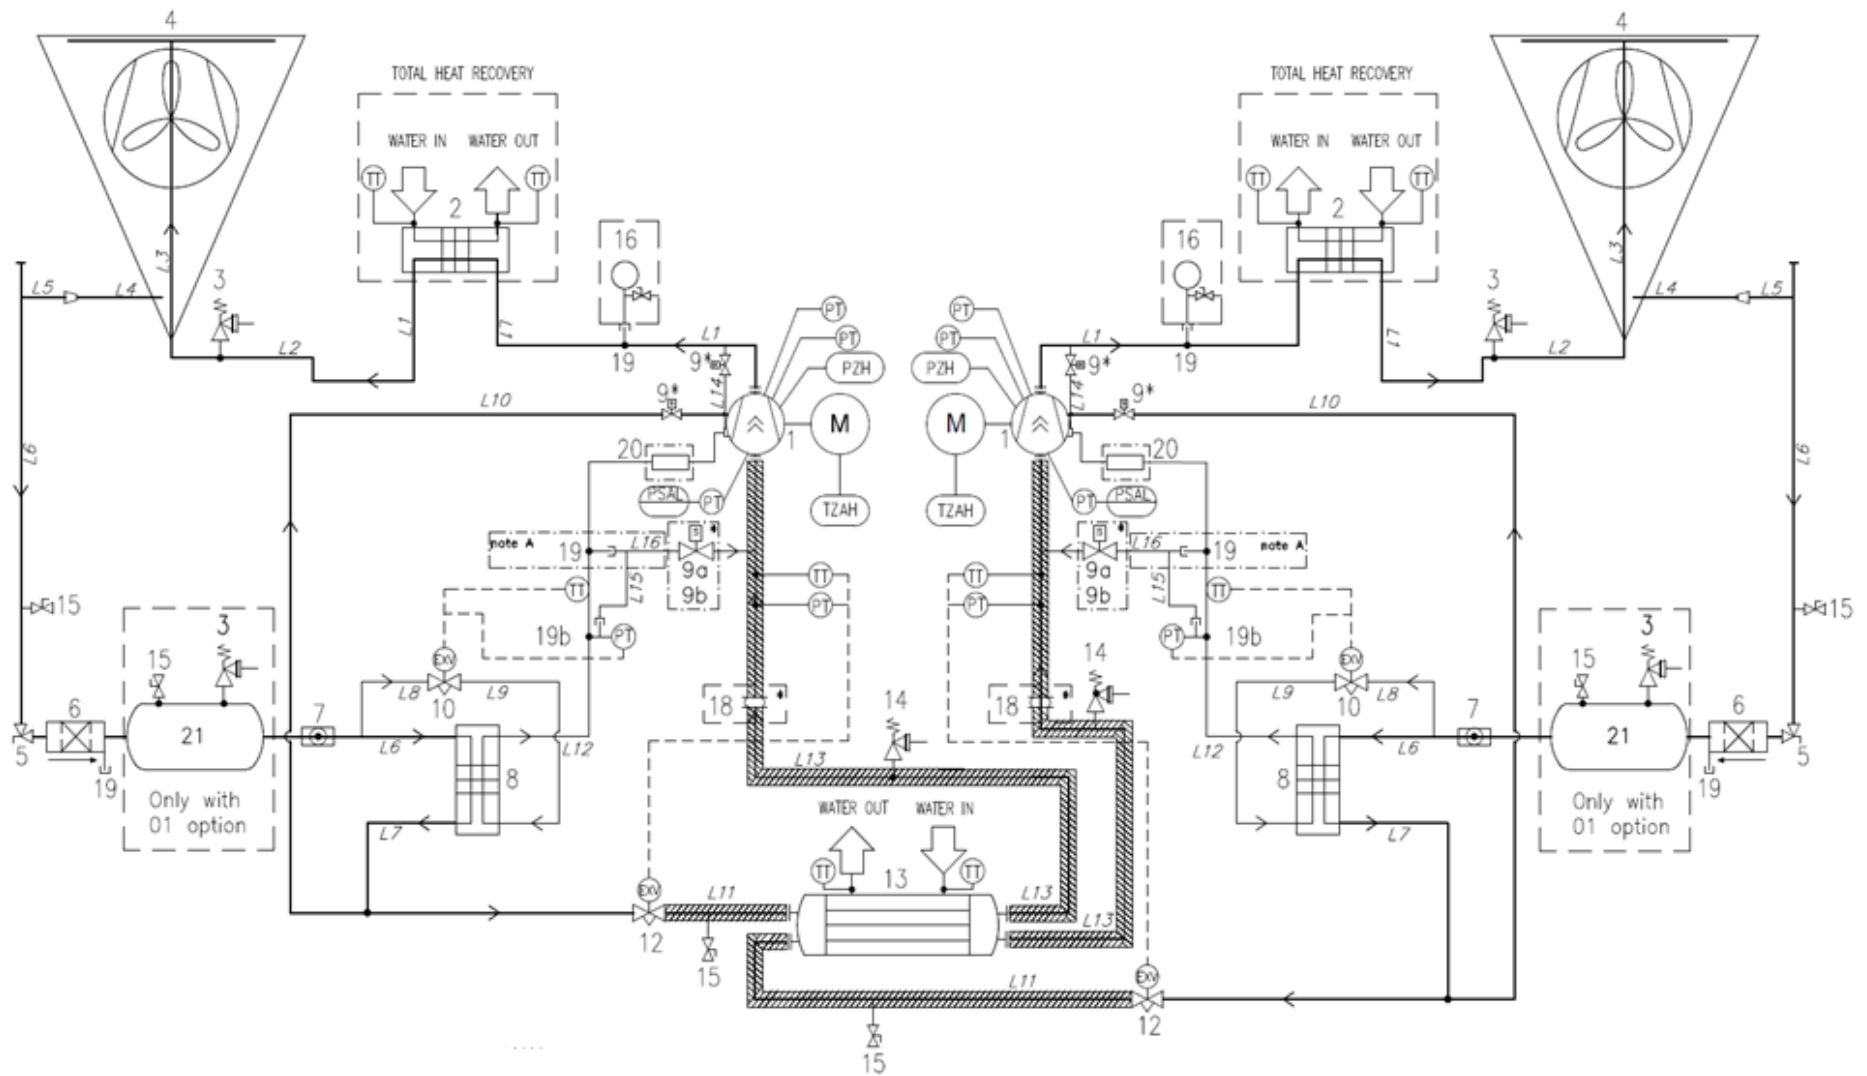 4
4
TOTAL HEAT RECOVERY
TOTAL HEAT RECOVERY
WATER IN WATER OUT
WATER IN WATER OUT
TT TT
TT TT
2
2
16
16
L3
L3
3
3
L5 L4
L4 L5
L1
L7
L7
PT
PT
L1
L1
PT
PT
L2
19
19
L2
9*
9*
PZH
PZH
L14
L14
L10
9*
9*
L10
1
M
M
1
L6
20
20
L6
PSAL PT
PT PSAL
TZAH
TZAH
note A
19
L16
S
*
*
S
L16
19
note A
9a
9b
9a
9b
L15
L15
TT
TT
TT
TT
PT
PT
15
15
19b
PT
PT
19b
3
3
15
15
EXV
EXV
14
14
L8 L9
L9 L8
10
10
18
*
18
*
6
7
7
6
21
21
5
L6
L12
L12
L6
5
19
19
8
8
L13
Only with
01 option
Only with
01 option
L7
L7
WATER OUT WATER IN
TT
TT
13
EXV
L11
L13
L13
12
15
L11
EXV
12
15